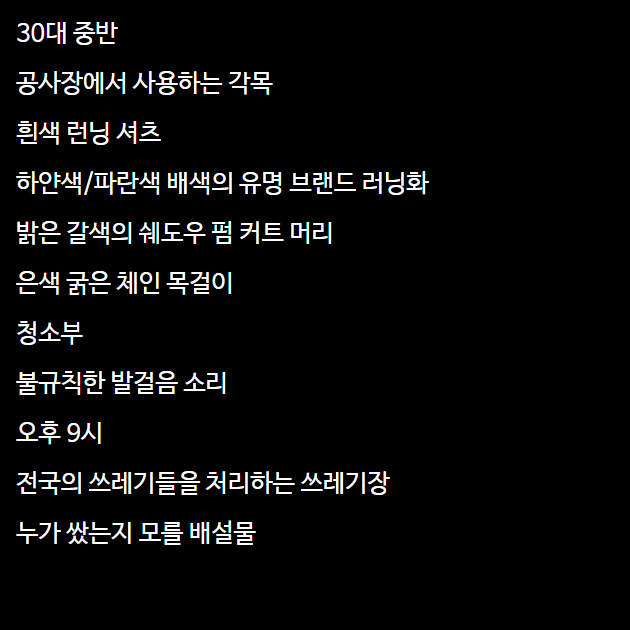 30대 중반
공사장에서 사용하는 각목
흰색 런닝 셔츠
하얀색/파란색 배색의 유명 브랜드 러닝화
밝은 갈색의 쉐도우 펌 커트 머리
은색 굵은 체인 목걸이
청소부
불규칙한 발걸음 소리
오후 9시
전국의 쓰레기들을 처리하는 쓰레기장
누가 쌌는지 모를 배설물